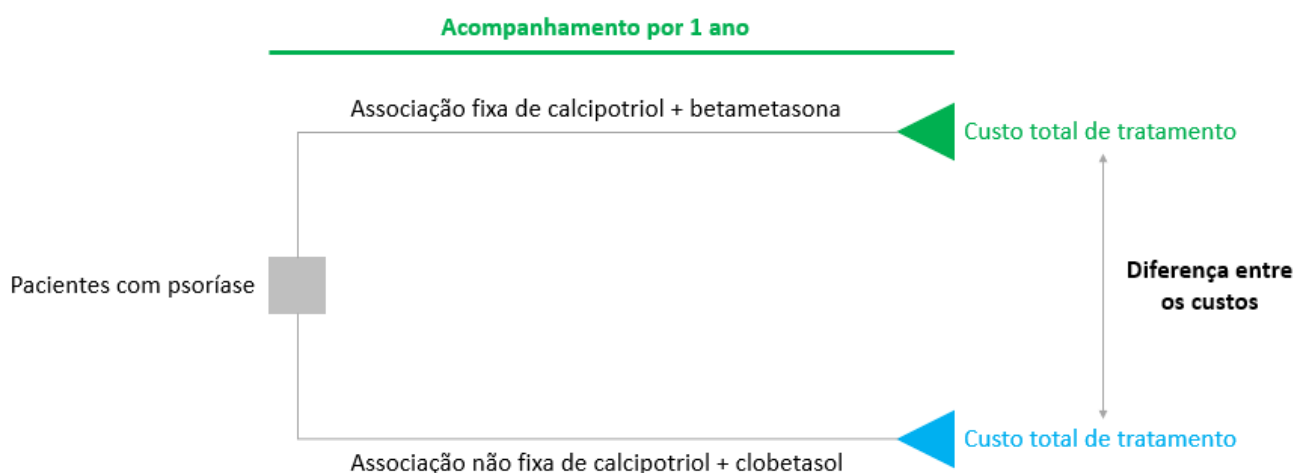 Acompanhamento por 1 ano
Associação fixa de calcipotriol + betametasona
Custo total de tratamento
Pacientes com psoríase
Diferença entre
os custos
Custo total de tratamento
Associação não fixa de calcipotriol + clobetasol